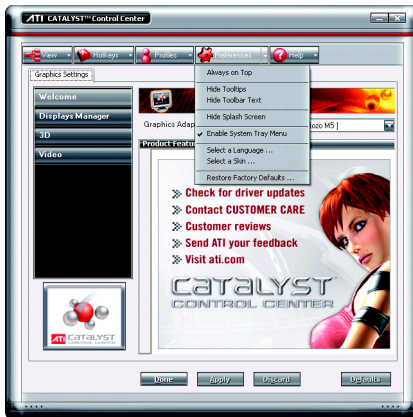 ATI CATALYST™ Control Center
View Hotkeys Profiles Preferences Help
Graphics Settings
Always on Top
Hide Tooltips
Hide Toolbar Text
Hide Splash Screen
Enable System Tray Menu
Select a Language ...
Select a Skin ...
Restore Factory Defaults ...
Welcome
Displays Manager
3D
Video
Graphics Adap
M5 ]
Product Featu
Check for driver updates
Contact CUSTOMER CARE
Customer reviews
Send ATI your feedback
Visit ati.com
CATALYST
CONTROL CENTER
ATI CATALYST
CONTROL CENTER
Done Apply Discard Defaults